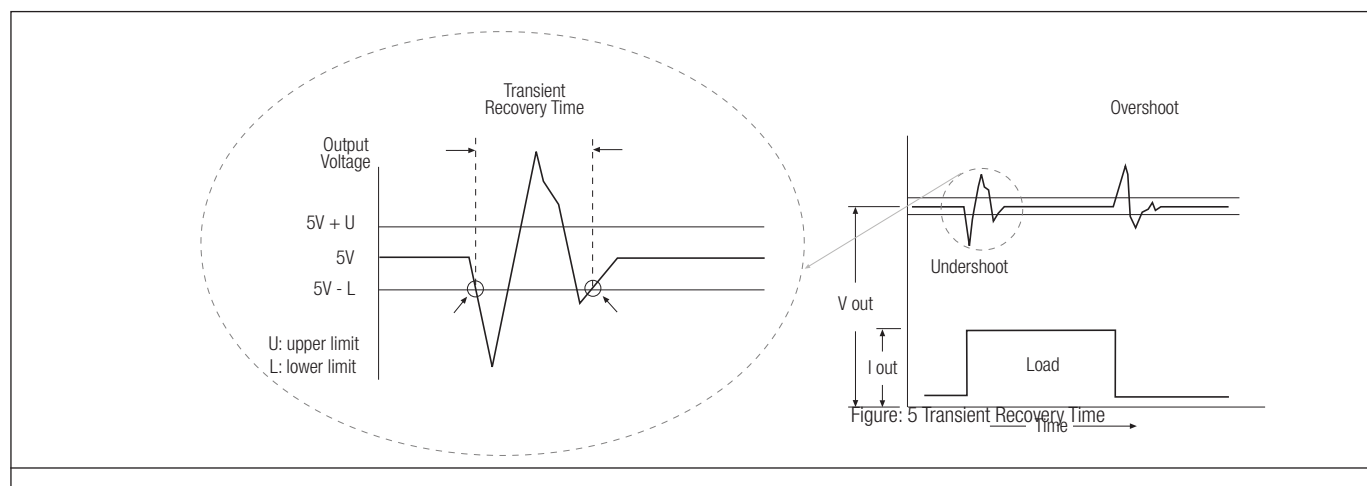 Transient
Recovery Time
Output
Voltage
5V + U
5V
5V - L
U: upper limit
L: lower limit
Overshoot
Undershoot
V out
I out
Load
Figure: 5 Transient Recovery Time
Time